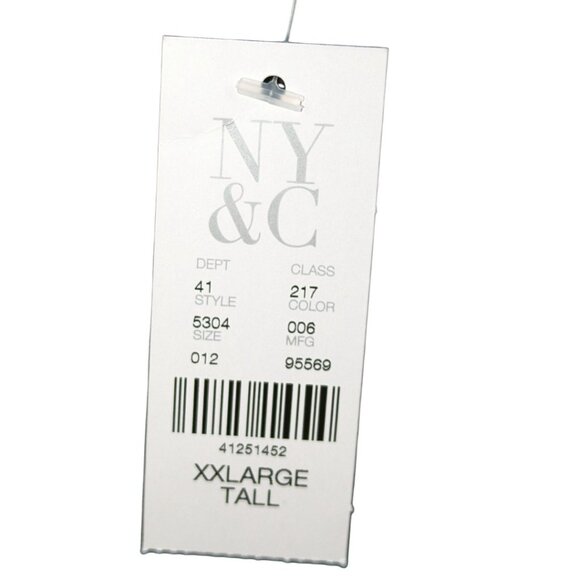 NY
&C
DEPT CLASS
41 217
STYLE COLOR
5304 006
SIZE MFG
012 95569
41251452
XXLARGE
TALL